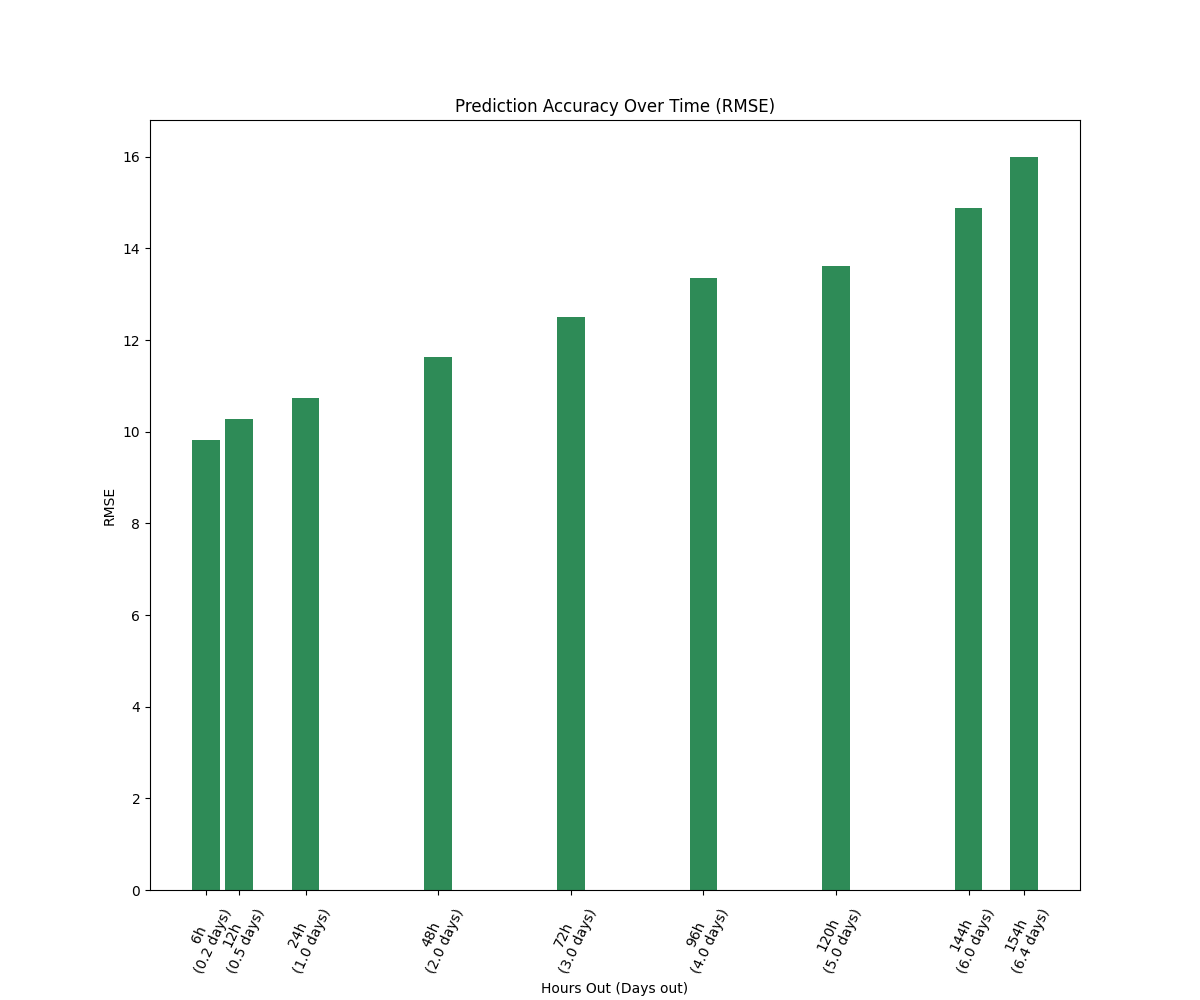 Prediction Accuracy Over Time (RMSE)
16
14
12
10
8
6
4
2
0
RMSE
6h
(0.2 days)
12h
(0.5 days)
24h
(1.0 days)
48h
(2.0 days)
72h
(3.0 days)
96h
(4.0 days)
120h
(5.0 days)
144h
(6.0 days)
154h
(6.4 days)
Hours Out (Days out)